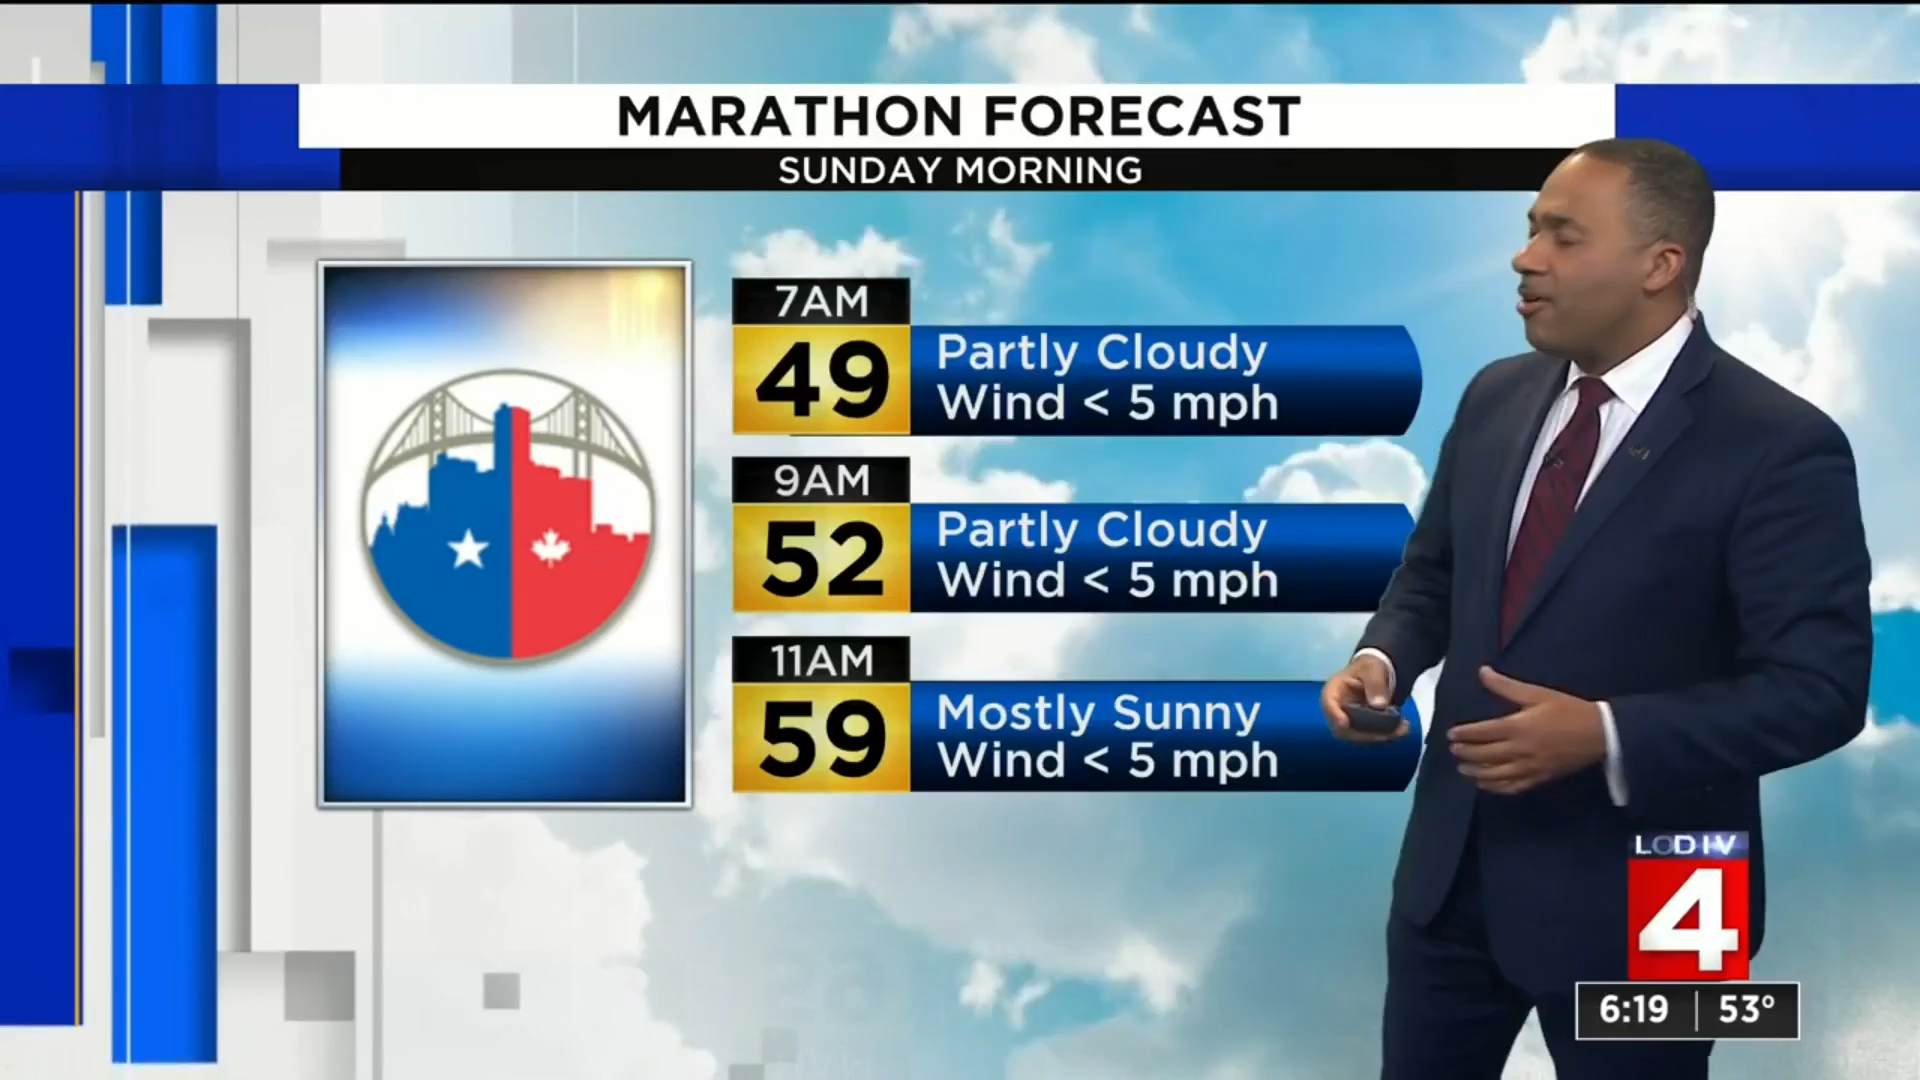 MARATHON FORECAST
SUNDAY MORNING
7AM
49
Partly Cloudy
Wind < 5 mph
9AM
52
Partly Cloudy
Wind < 5 mph
11AM
59
Mostly Sunny
Wind < 5 mph
4
6:19 53°